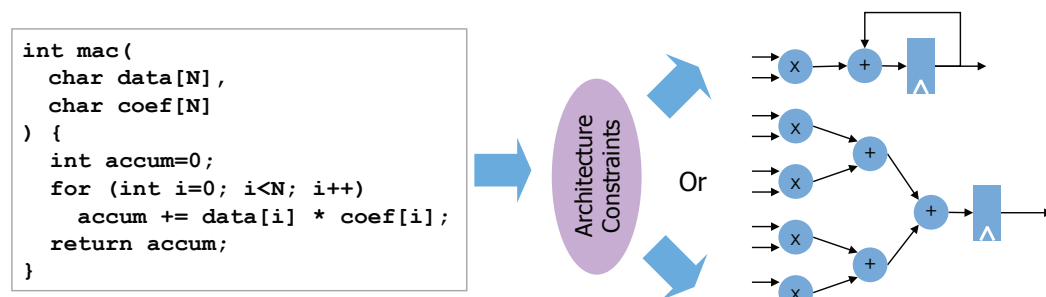 int mac(
char data[N],
char coef[N]
) {
int accum=0;
for (int i=0; i<N; i++)
accum += data[i] * coef[i];
return accum;
}
Architecture
Constraints
Or
x
+
x
x
+
+
x
+
x